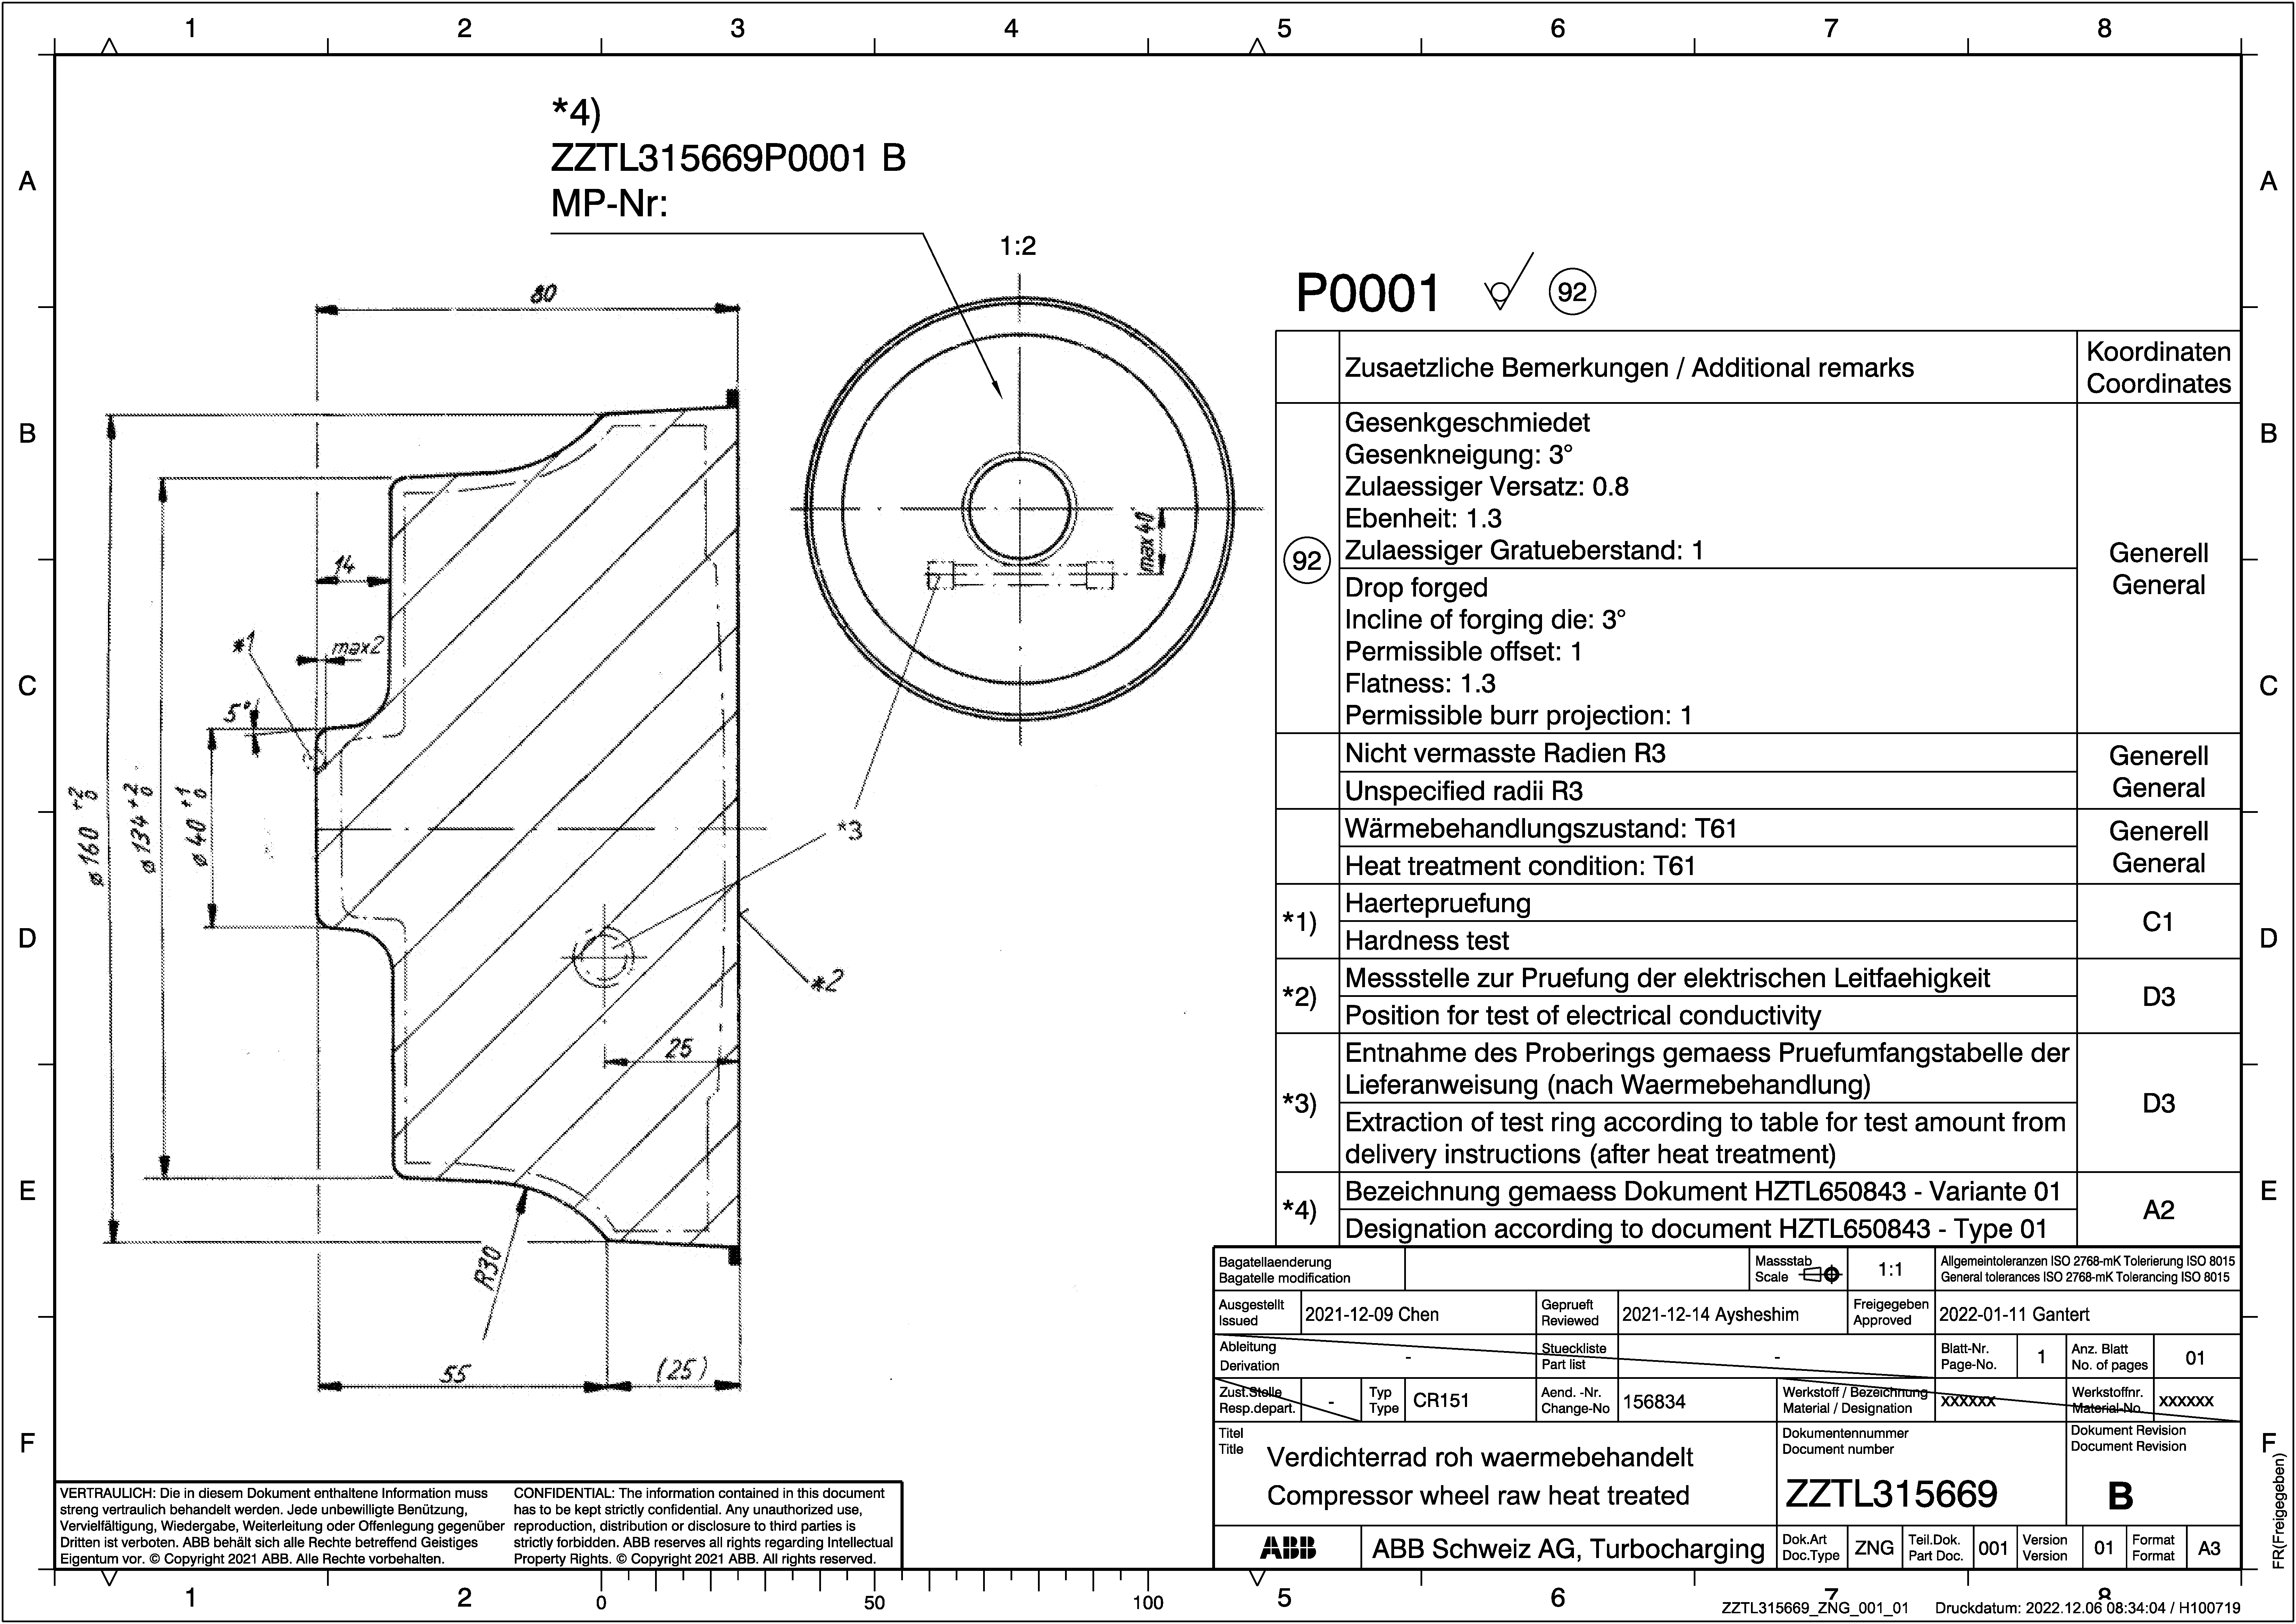 1 2 3 4 5 6 7 8
A
B
C
D
E
F
*4)
ZZTL315669P0001 B
MP-Nr:
1:2
80
14
*1
max2
5°
ø160 +2 0
ø134 +2 0
ø40 +1 0
max 40
*3
*2
25
R30
55
(25)
P0001 92
Zusaetzliche Bemerkungen / Additional remarks
Koordinaten
Coordinates
92
Gesenkgeschmiedet
Gesenkneigung: 3°
Zulaessiger Versatz: 0.8
Ebenheit: 1.3
Zulaessiger Gratueberstand: 1
Drop forged
Incline of forging die: 3°
Permissible offset: 1
Flatness: 1.3
Permissible burr projection: 1
Generell
General
Nicht vermasste Radien R3
Unspecified radii R3
Generell
General
Wärmebehandlungszustand: T61
Heat treatment condition: T61
Generell
General
*1)
Haertepruefung
Hardness test
C1
*2)
Messstelle zur Pruefung der elektrischen Leitfaehigkeit
Position for test of electrical conductivity
D3
*3)
Entnahme des Proberings gemaess Pruefumfangstabelle der
Lieferanweisung (nach Waermebehandlung)
Extraction of test ring according to table for test amount from
delivery instructions (after heat treatment)
D3
*4)
Bezeichnung gemaess Dokument HZTL650843 - Variante 01
Designation according to document HZTL650843 - Type 01
A2
Bagatellaenderung
Bagatelle modification
Massstab
Scale
1:1
Allgemeintoleranzen ISO 2768-mK Tolerierung ISO 8015
General tolerances ISO 2768-mK Tolerancing ISO 8015
Ausgestellt
Issued
2021-12-09 Chen
Geprueft
Reviewed
2021-12-14 Aysheshim
Freigegeben
Approved
2022-01-11 Gantert
Ableitung
Derivation
-
Stueckliste
Part list
-
Blatt-Nr.
Page-No.
1
Anz. Blatt
No. of pages
01
Zust.Stelle
Resp.depart.
-
Typ
Type
CR151
Aend. -Nr.
Change-No
156834
Werkstoff / Bezeichnung
Material / Designation
xxxxxx
Werkstoffnr.
Material-No.
xxxxxx
Titel
Title
Verdichterrad roh waermebehandelt
Compressor wheel raw heat treated
Dokumentennummer
Document number
ZZTL315669
Dokument Revision
Document Revision
B
ABB
ABB Schweiz AG, Turbocharging
Dok.Art
Doc.Type
ZNG
Teil.Dok.
Part Doc.
001
Version
Version
01
Format
Format
A3
VERTRAULICH: Die in diesem Dokument enthaltene Information muss
streng vertraulich behandelt werden. Jede unbewilligte Benützung,
Vervielfältigung, Wiedergabe, Weiterleitung oder Offenlegung gegenüber
Dritten ist verboten. ABB behält sich alle Rechte betreffend Geistiges
Eigentum vor. © Copyright 2021 ABB. Alle Rechte vorbehalten.
CONFIDENTIAL: The information contained in this document
has to be kept strictly confidential. Any unauthorized use,
reproduction, distribution or disclosure to third parties is
strictly forbidden. ABB reserves all rights regarding Intellectual
Property Rights. © Copyright 2021 ABB. All rights reserved.
A
B
C
D
E
F
FR(Freigegeben)
1 2 0 50 100 5 6 7 8
ZZTL315669_ZNG_001_01 Druckdatum: 2022.12.06 08:34:04 / H100719